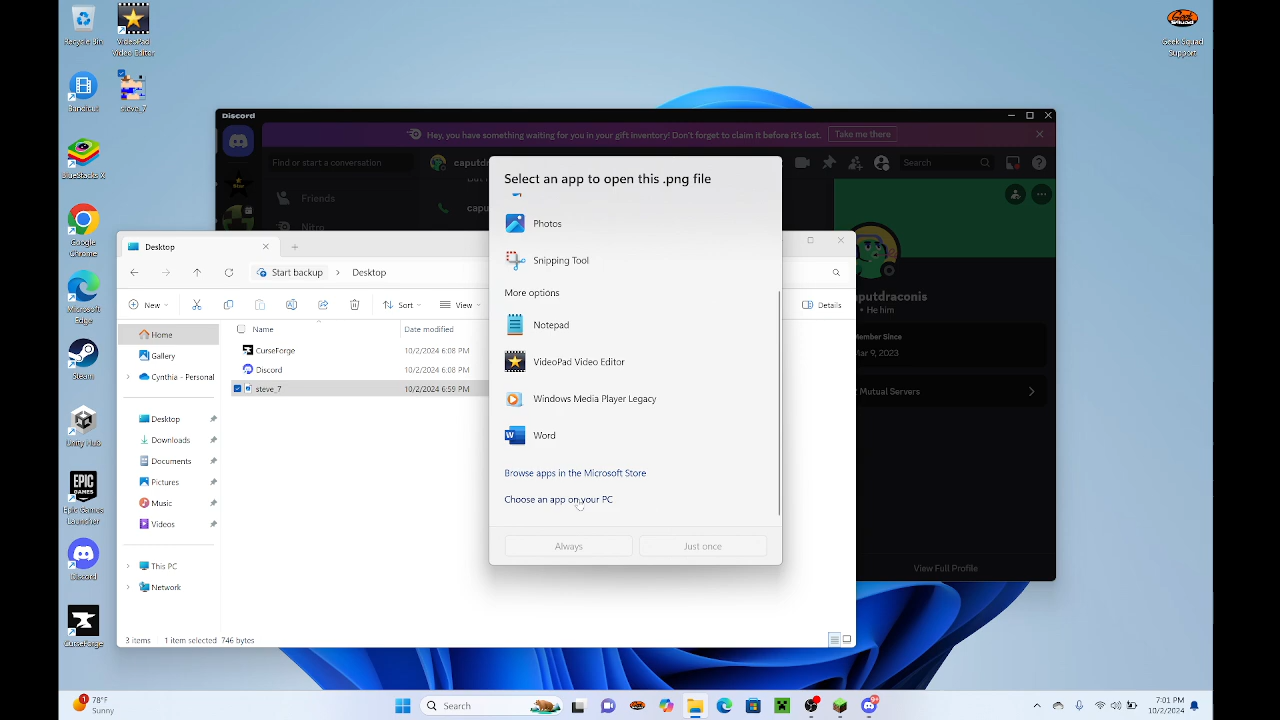 Recycle Bin
VideoPad
Video Editor
Geek Squad
Support
Bandicut
steve_7
BlueStacks X
Google
Chrome
Microsoft
Edge
Steam
Unity Hub
Epic Games
Launcher
Discord
CurseForge
Discord
Hey, you have something waiting for you in your gift inventory! Don't forget to claim it before it's lost.
Take me there
Find or start a conversation
Search
Friends
Nitro
aputdraconis
He him
View Full Profile
Desktop
Start backup
Desktop
New
Sort
View
Details
Home
Gallery
Cynthia - Personal
Desktop
Downloads
Documents
Pictures
Music
Videos
This PC
Network
Name
Date modified
CurseForge
10/2/2024 6:08 PM
Discord
10/2/2024 6:08 PM
steve_7
10/2/2024 6:59 PM
3 items
1 item selected
746 bytes
Select an app to open this .png file
Photos
Snipping Tool
More options
Notepad
VideoPad Video Editor
Windows Media Player Legacy
Word
Browse apps in the Microsoft Store
Choose an app on your PC
Always
Just once
Member Since
Mar 9, 2023
Mutual Servers
1
78°F
Sunny
Search
9+
7:01 PM
10/2/2024